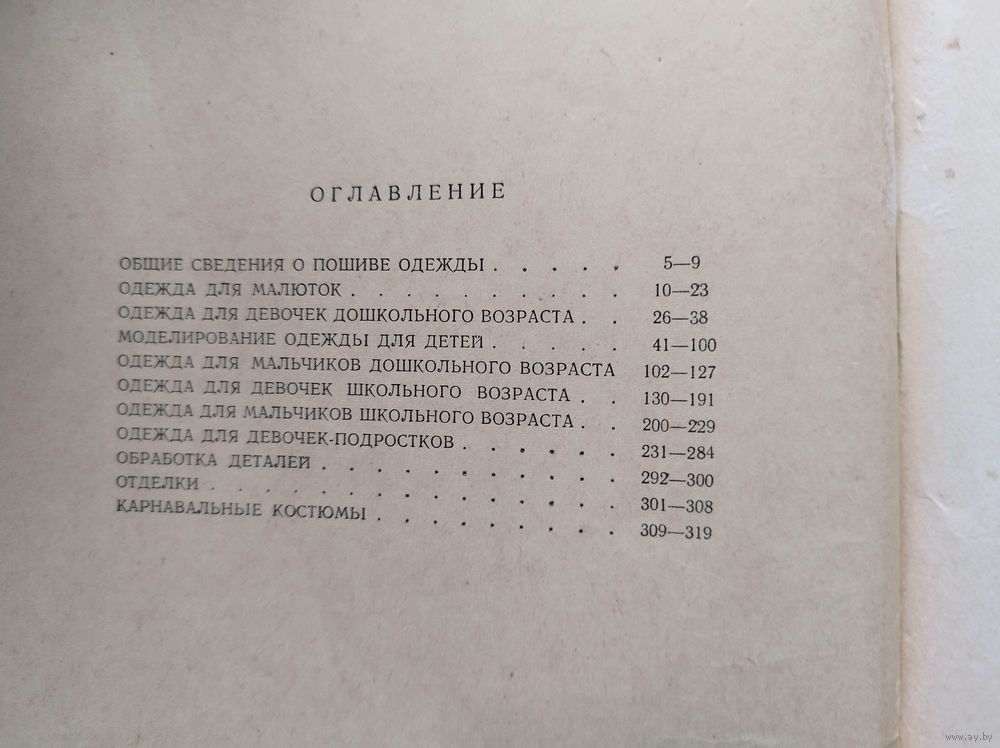 ОГЛАВЛЕНИЕ
ОБЩИЕ СВЕДЕНИЯ О ПОШИВЕ ОДЕЖДЫ . . . . . 5—9
ОДЕЖДА ДЛЯ МАЛЮТОК . . . . . . . . . . 10—23
ОДЕЖДА ДЛЯ ДЕВОЧЕК ДОШКОЛЬНОГО ВОЗРАСТА . . 26—38
МОДЕЛИРОВАНИЕ ОДЕЖДЫ ДЛЯ ДЕТЕЙ . . . . . 41—100
ОДЕЖДА ДЛЯ МАЛЬЧИКОВ ДОШКОЛЬНОГО ВОЗРАСТА 102—127
ОДЕЖДА ДЛЯ ДЕВОЧЕК ШКОЛЬНОГО ВОЗРАСТА . . 130—191
ОДЕЖДА ДЛЯ МАЛЬЧИКОВ ШКОЛЬНОГО ВОЗРАСТА . . 200—229
ОДЕЖДА ДЛЯ ДЕВОЧЕК-ПОДРОСТКОВ . . . . . . 231—284
ОБРАБОТКА ДЕТАЛЕЙ . . . . . . . . . . . 292—300
ОТДЕЛКИ . . . . . . . . . . . . . . . 301—308
КАРНАВАЛЬНЫЕ КОСТЮМЫ . . . . . . . . . 309—319
www.ay.by